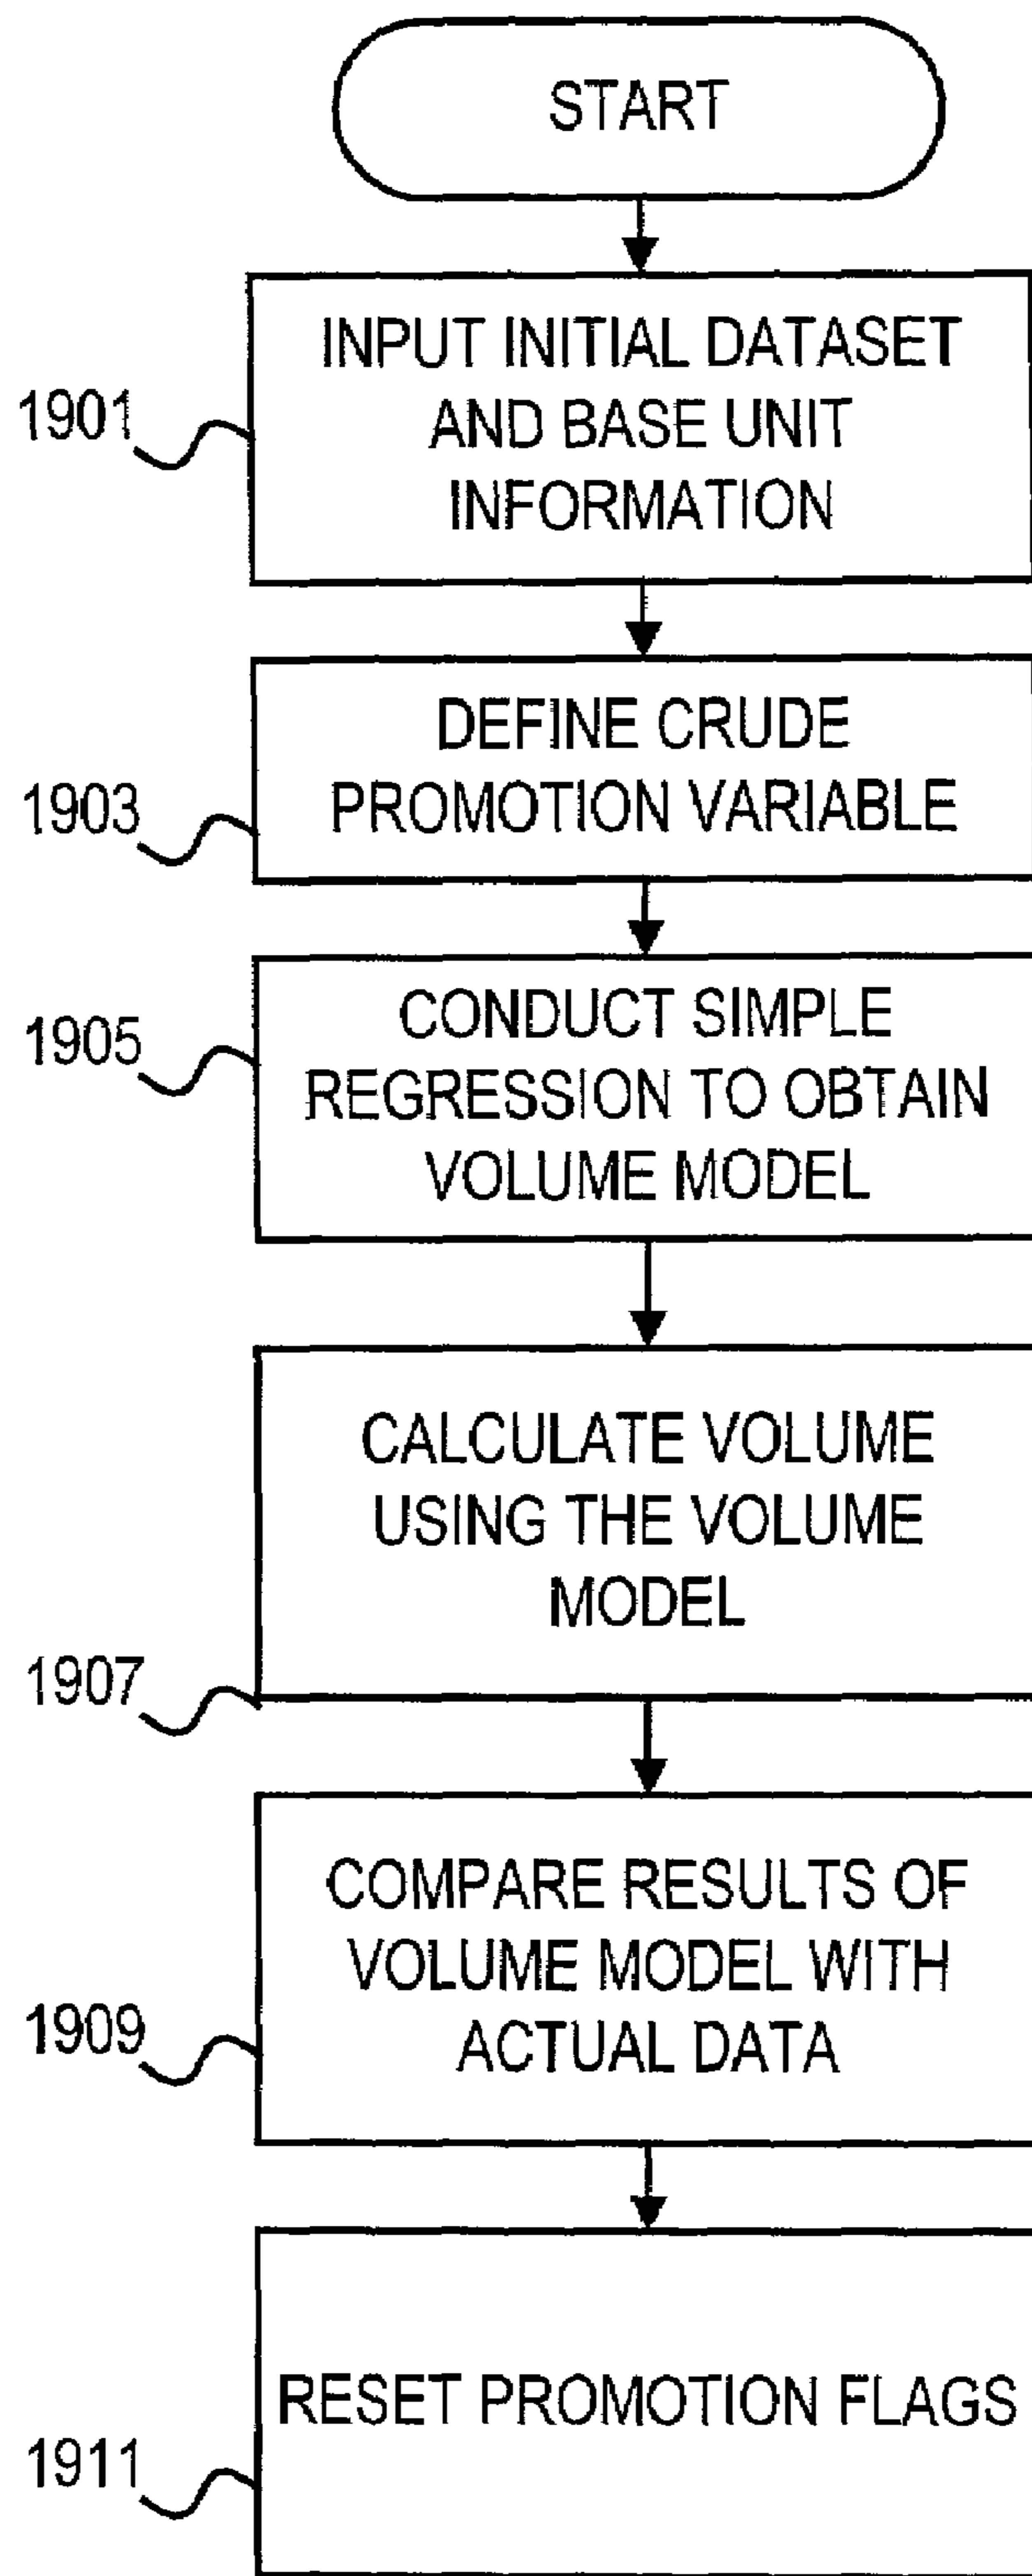 START
INPUT INITIAL DATASET
AND BASE UNIT
INFORMATION
1901
DEFINE CRUDE
PROMOTION VARIABLE
1903
CONDUCT SIMPLE
REGRESSION TO OBTAIN
VOLUME MODEL
1905
CALCULATE VOLUME
USING THE VOLUME
MODEL
1907
COMPARE RESULTS OF
VOLUME MODEL WITH
ACTUAL DATA
1909
RESET PROMOTION FLAGS
1911